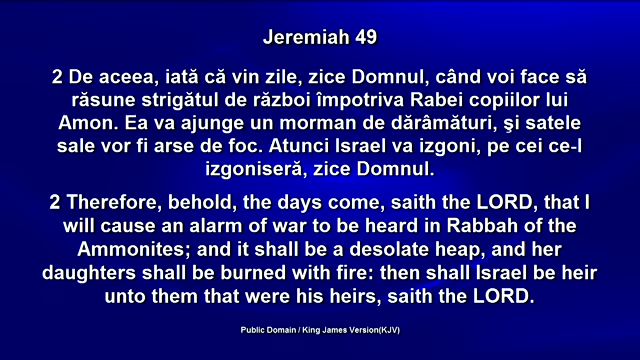 Jeremiah 49
2 De aceea, iată că vin zile, zice Domnul, când voi face să
răsune strigătul de război împotriva Rabei copiilor lui
Amon. Ea va ajunge un morman de dărâmături, şi satele
sale vor fi arse de foc. Atunci Israel va izgoni, pe cei ce-l
izgoniseră, zice Domnul.
2 Therefore, behold, the days come, saith the LORD, that I
will cause an alarm of war to be heard in Rabbah of the
Ammonites; and it shall be a desolate heap, and her
daughters shall be burned with fire: then shall Israel be heir
unto them that were his heirs, saith the LORD.
Public Domain / King James Version(KJV)